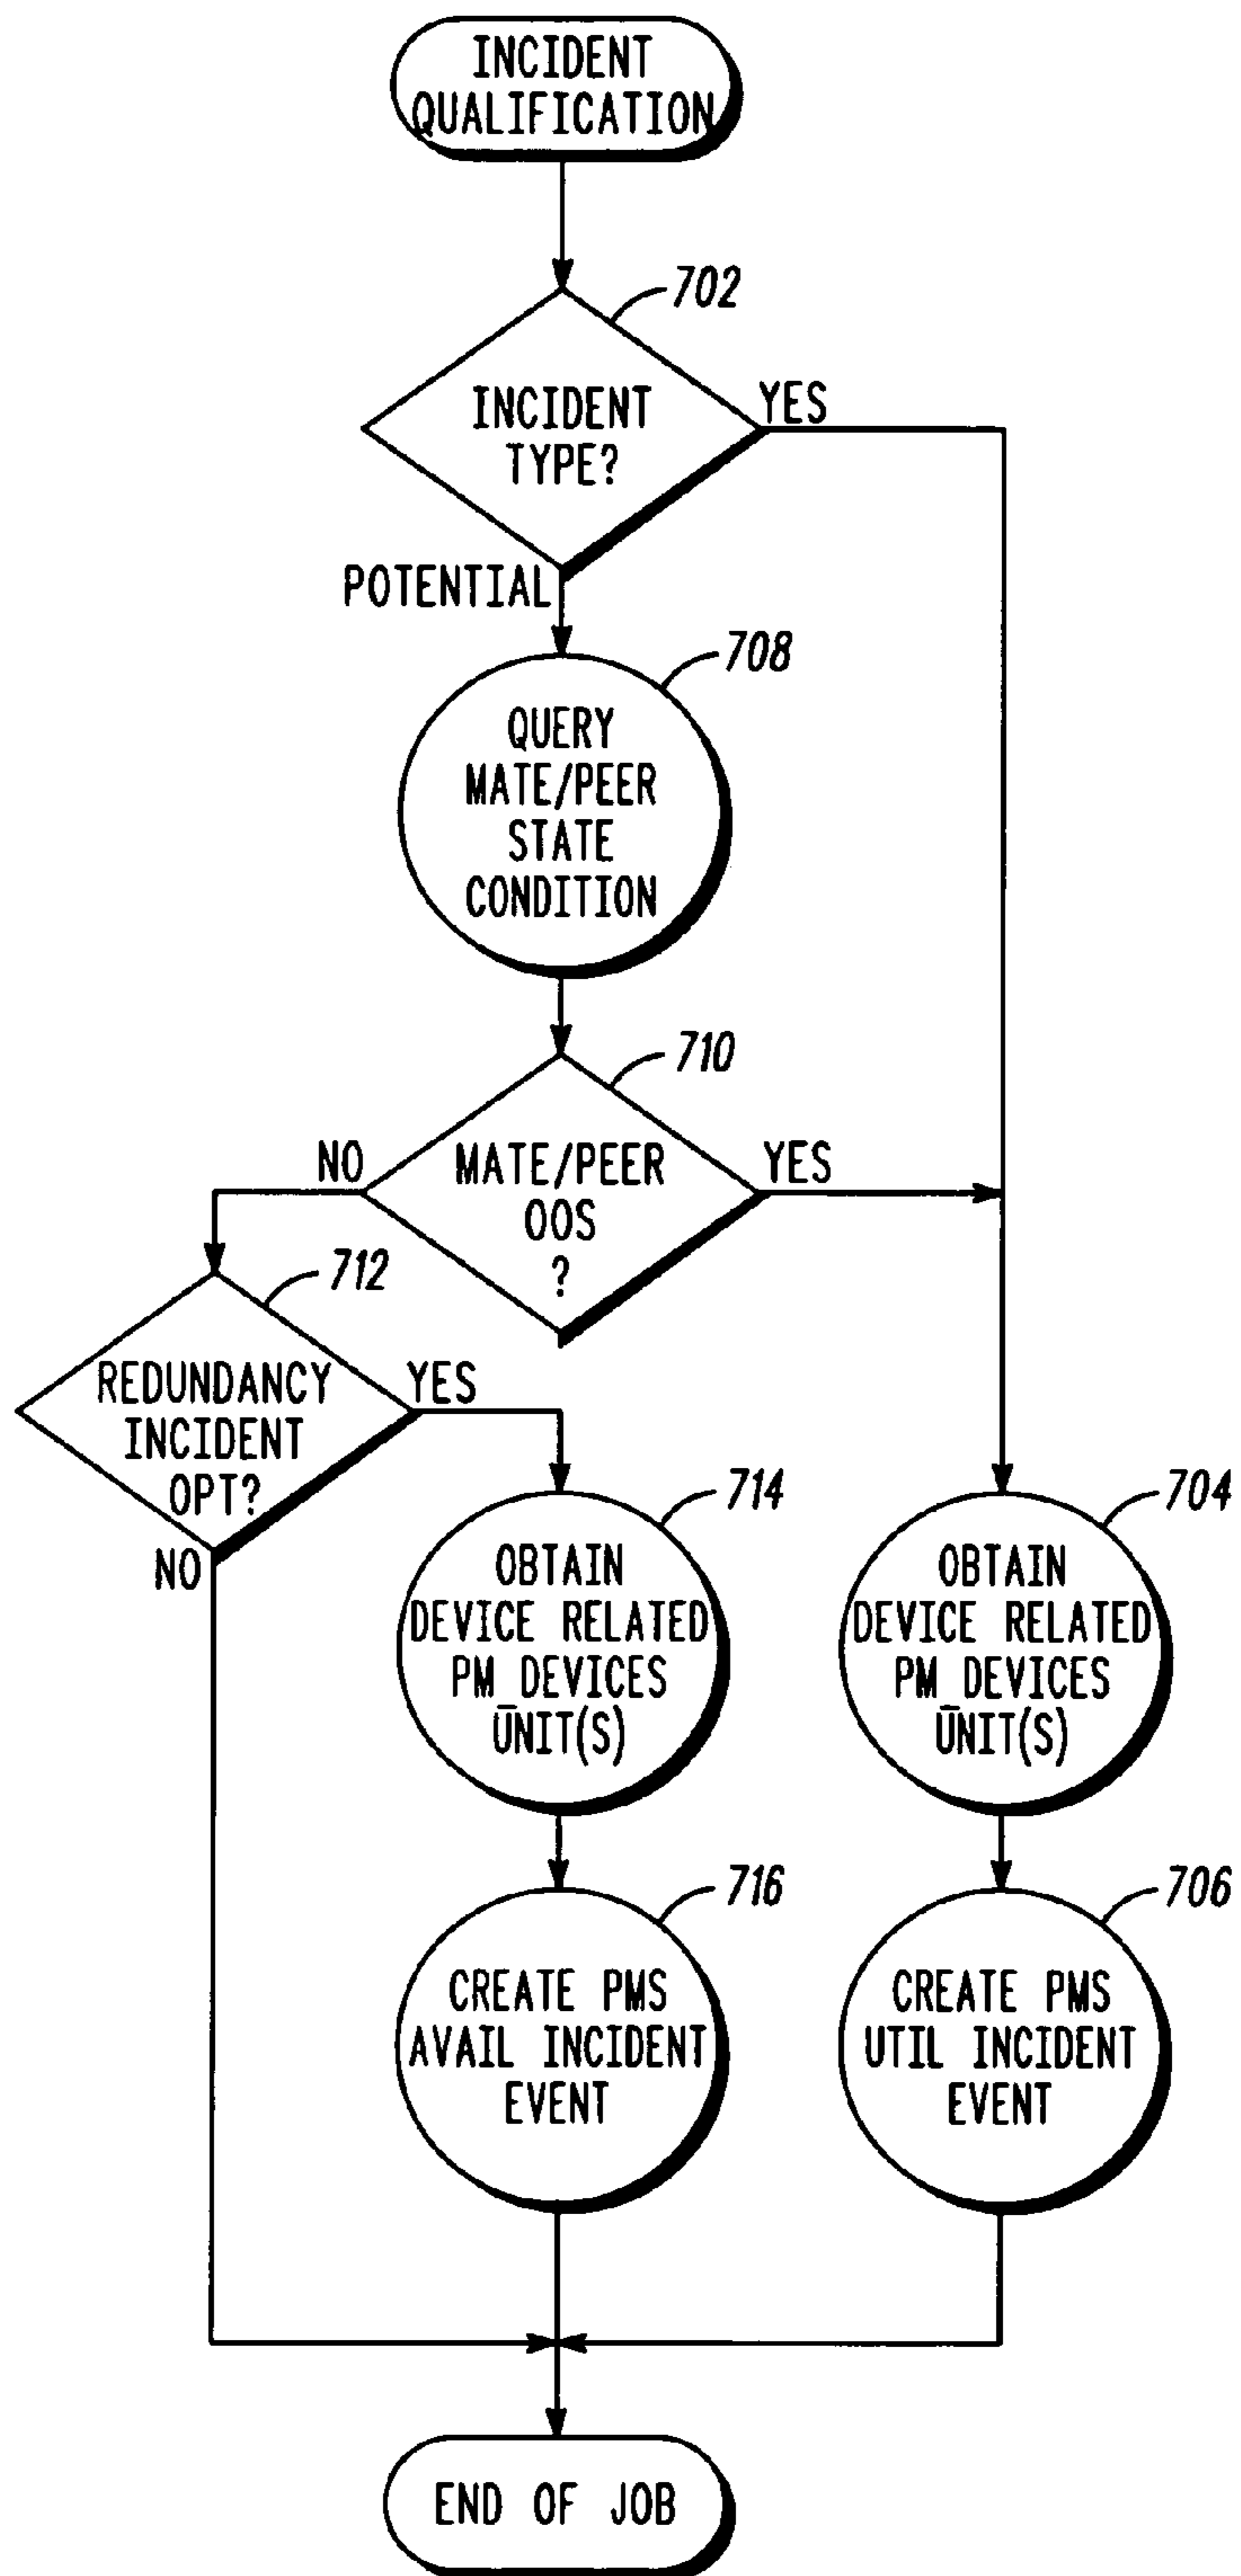 INCIDENT
QUALIFICATION
702
INCIDENT
TYPE?
YES
POTENTIAL
708
QUERY
MATE/PEER
STATE
CONDITION
710
MATE/PEER
OOS
?
NO
YES
712
REDUNDANCY
INCIDENT
OPT?
YES
NO
714
OBTAIN
DEVICE RELATED
PM_DEVICES
UNIT(S)
704
OBTAIN
DEVICE RELATED
PM_DEVICES
UNIT(S)
716
CREATE PMS
AVAIL INCIDENT
EVENT
706
CREATE PMS
UTIL INCIDENT
EVENT
END OF JOB